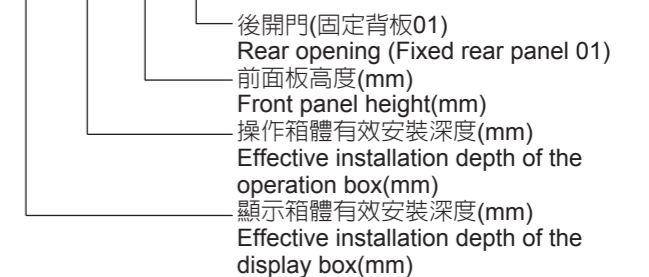 後開門(固定背板01)
Rear opening (Fixed rear panel 01)
前面板高度(mm)
Front panel height(mm)
操作箱體有效安裝深度(mm)
Effective installation depth of the
operation box(mm)
顯示箱體有效安裝深度(mm)
Effective installation depth of the
display box(mm)